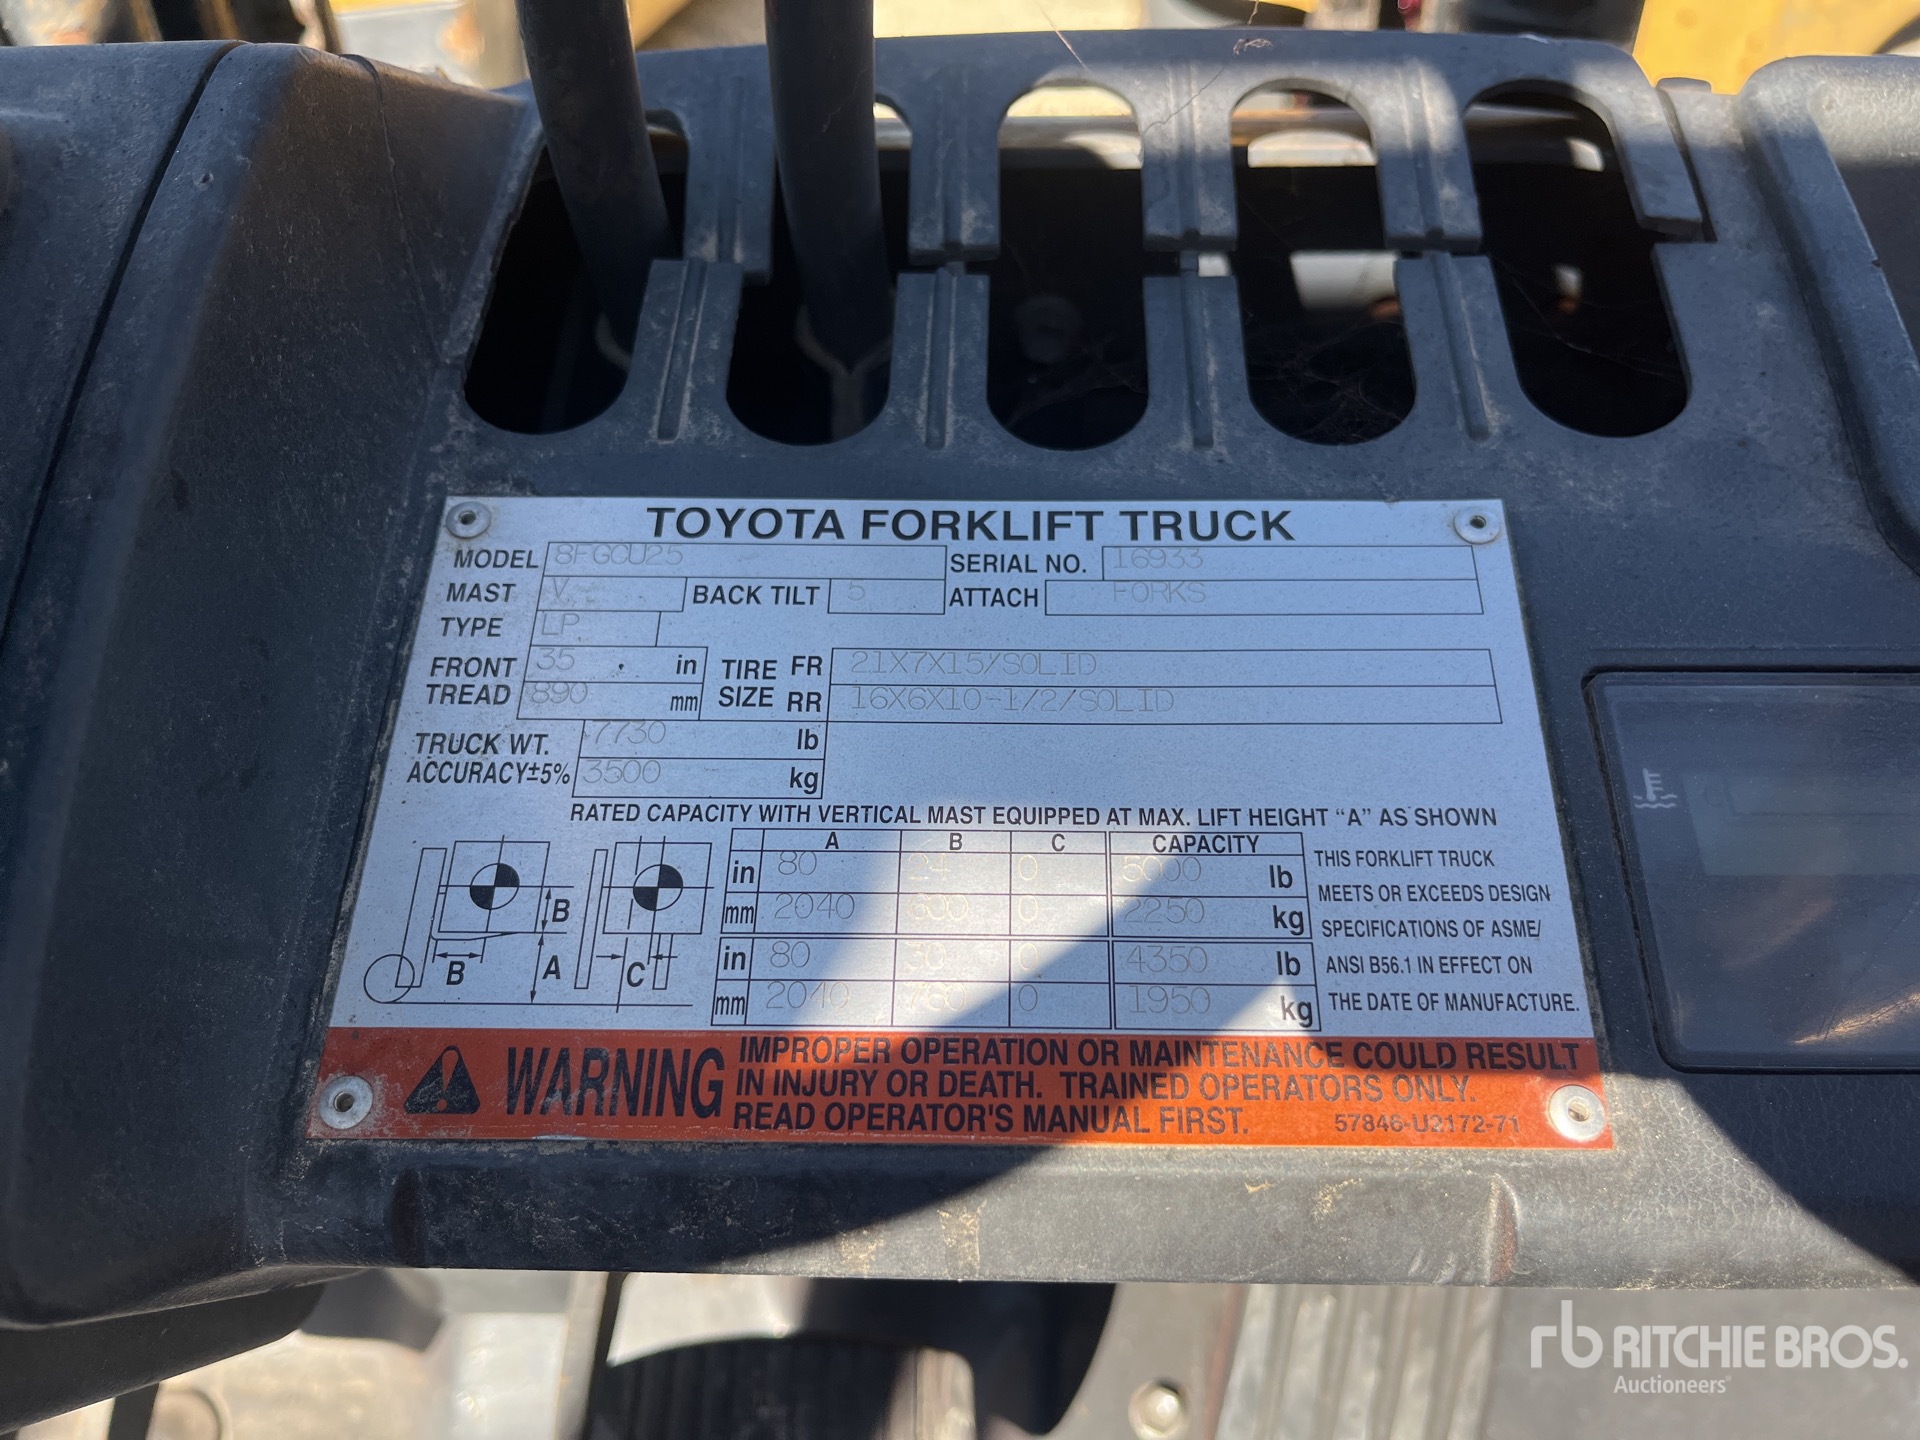 TOYOTA FORKLIFT TRUCK
MODEL 8FGCU25 SERIAL NO. 16933
MAST V BACK TILT 5 ATTACH FORKS
TYPE LP
FRONT TREAD 35 in TIRE SIZE FR 21X7X15/SOLID
890 mm RR 16X6X10-1/2/SOLID
TRUCK WT. 7730 lb
ACCURACY±5% 3500 kg
RATED CAPACITY WITH VERTICAL MAST EQUIPPED AT MAX. LIFT HEIGHT "A" AS SHOWN
A B C CAPACITY
in 80 24 0 5000 lb
mm 2040 600 0 2250 kg
in 80 30 0 4350 lb
mm 2040 760 0 1950 kg
B
B A C
THIS FORKLIFT TRUCK
MEETS OR EXCEEDS DESIGN
SPECIFICATIONS OF ASME/
ANSI B56.1 IN EFFECT ON
THE DATE OF MANUFACTURE.
WARNING
IMPROPER OPERATION OR MAINTENANCE COULD RESULT
IN INJURY OR DEATH. TRAINED OPERATORS ONLY.
READ OPERATOR'S MANUAL FIRST. 57846-U2172-71
rb RITCHIE BROS.
Auctioneers